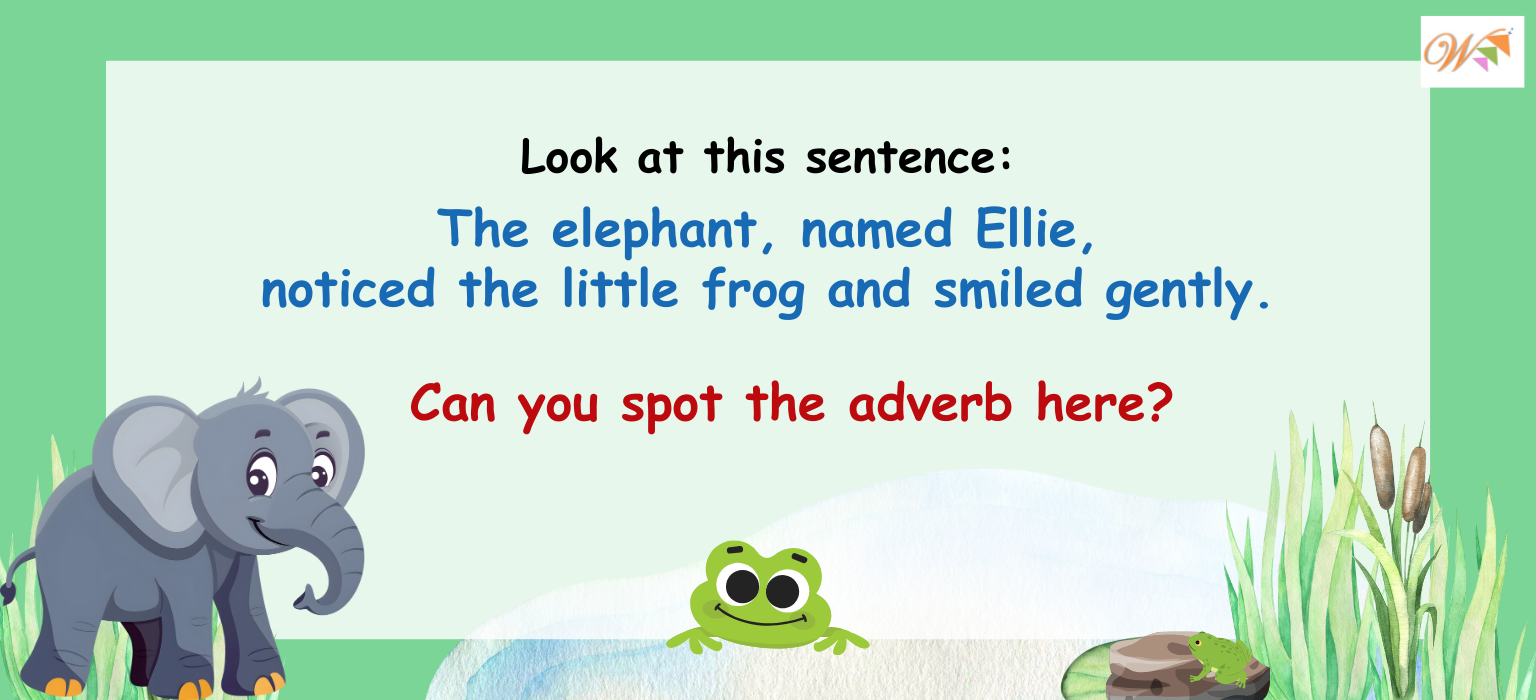 W
Look at this sentence:
The elephant, named Ellie,
noticed the little frog and smiled gently.
Can you spot the adverb here?